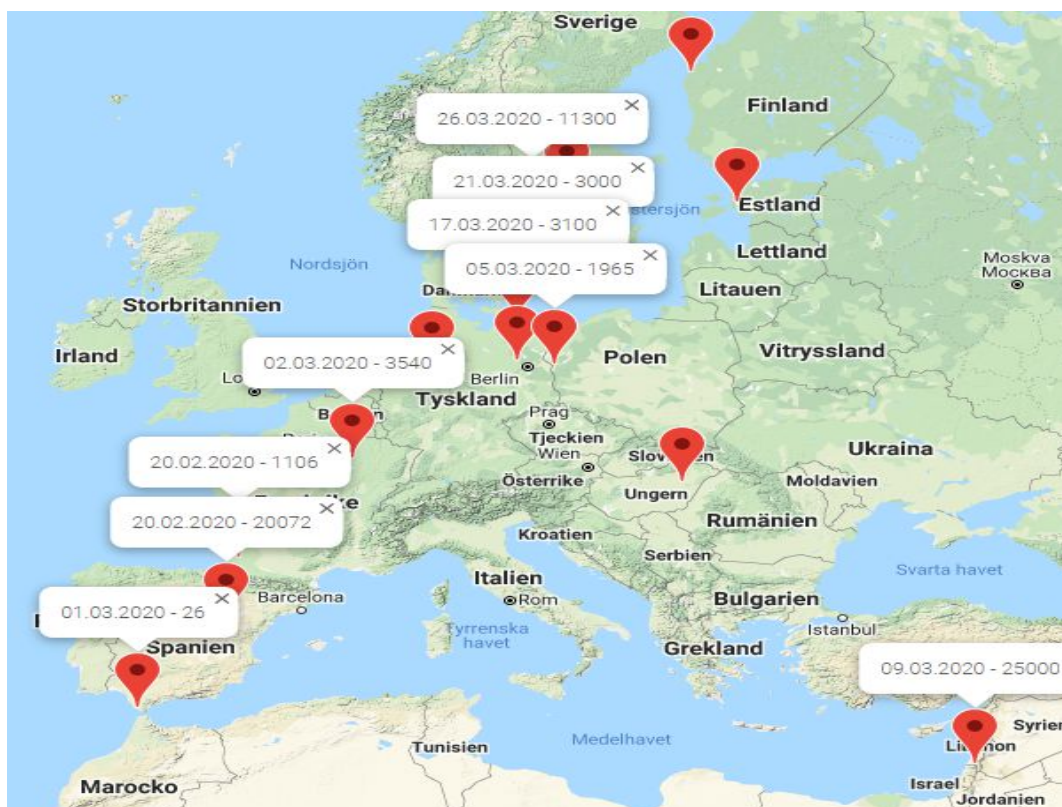 Sverige
Finland
26.03.2020 - 11300
21.03.2020 - 3000
Estland
17.03.2020 - 3100
stersjön
Lettland
Nordsjön
05.03.2020 - 1965
Moskva
Москва
Litauen
Storbritannien
Irland
Polen
Vitryssland
02.03.2020 - 3540
Berlin
Tyskland
Prag
Tjeckien
Wien
Ukraina
20.02.2020 - 1106
Österrike
Ungern
Moldavien
20.02.2020 - 20072
Rumänien
Kroatien
Serbien
Svarta havet
Italien
Rom
Barcelona
Bulgarien
01.03.2020 - 26
Istanbul
Tyrrenska
havet
Spanien
Grekland
09.03.2020 - 25000
Syrien
Medelhavet
Tunisien
Israel
Marocko
Jordanien